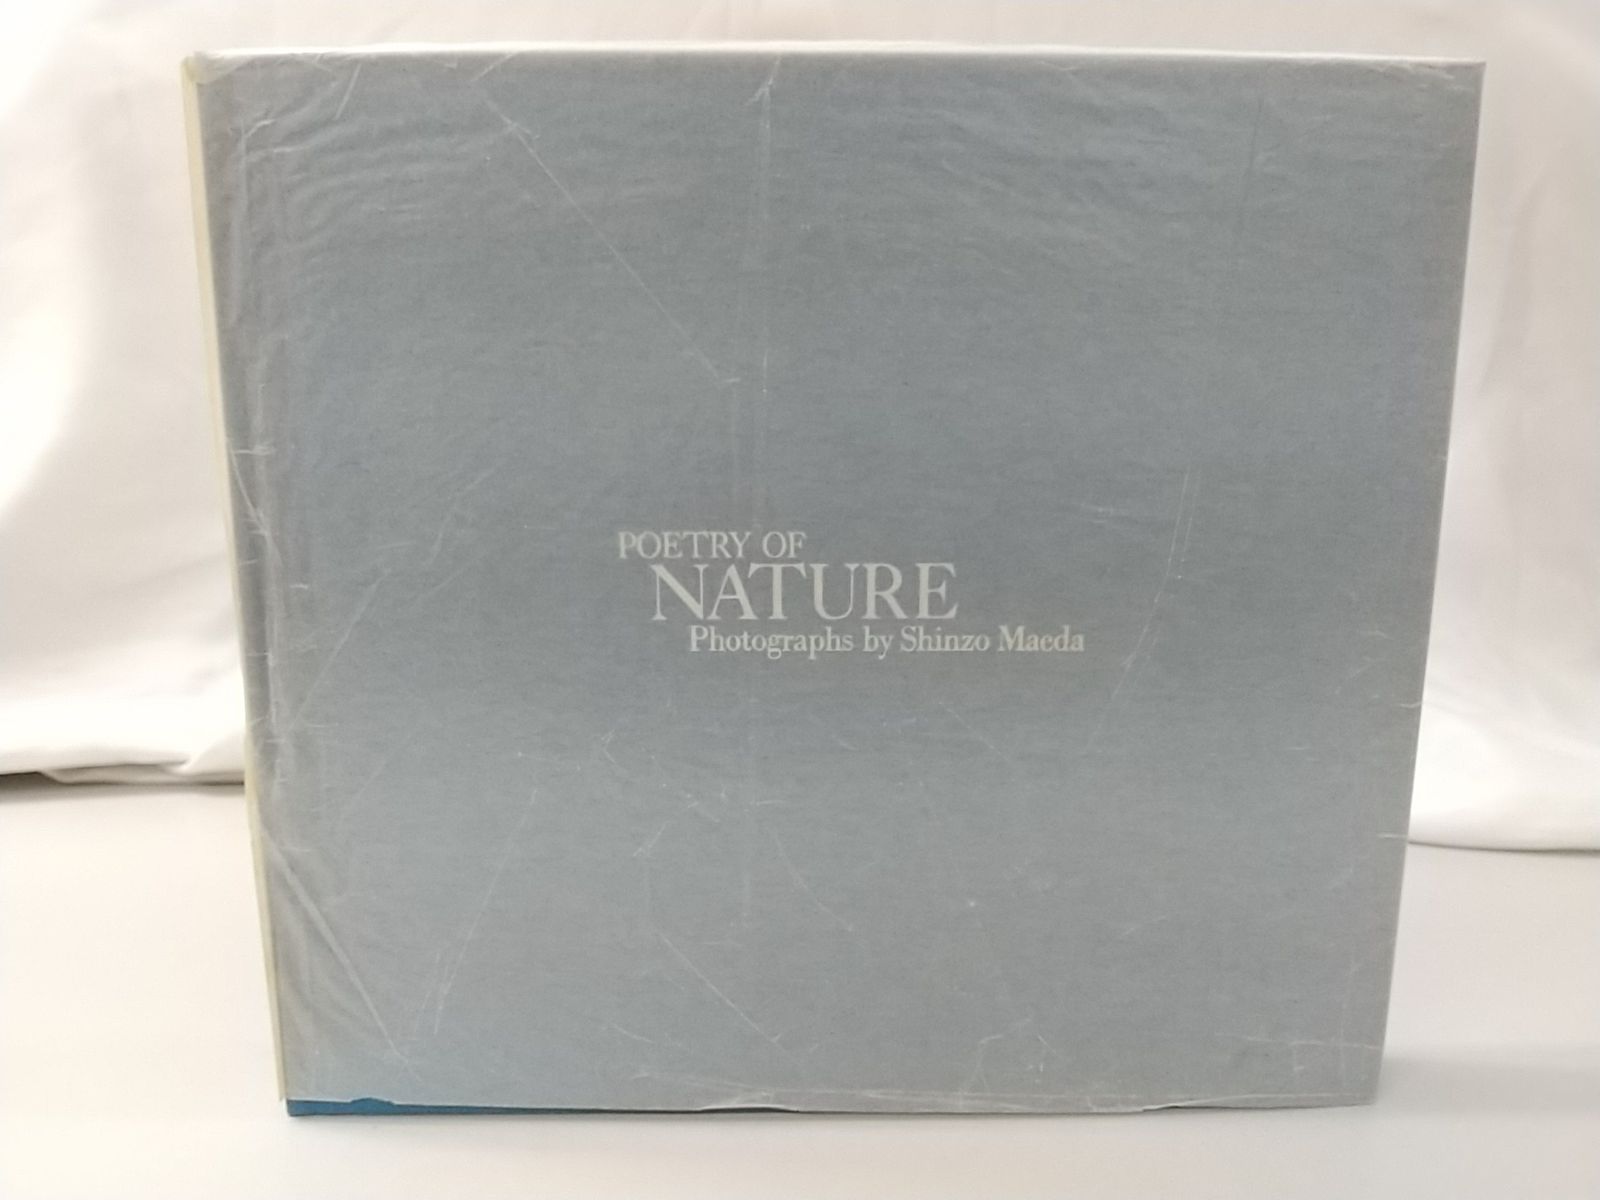 POETRY OF
NATURE
Photographs by Shinzo Maeda